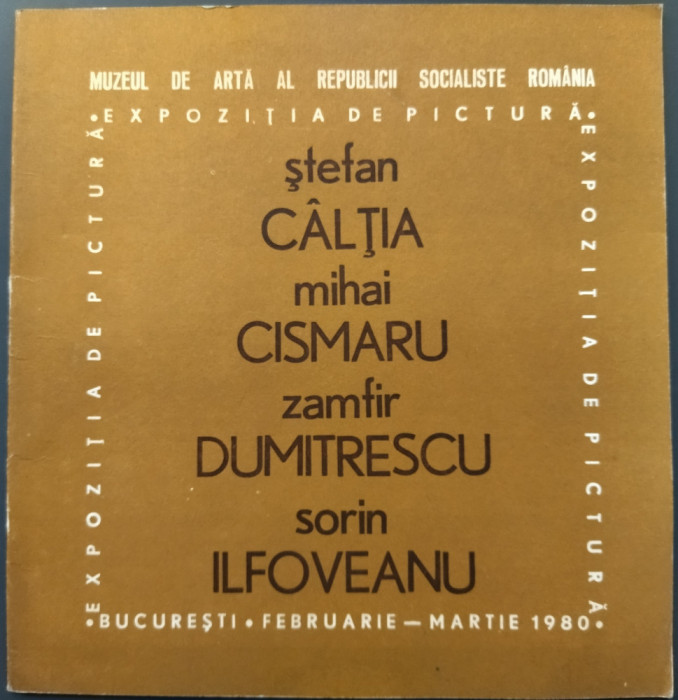 MUZEUL DE ARTĂ AL REPUBLICII SOCIALISTE ROMÂNIA
•EXPOZIŢIA DE PICTURĂ•
EXPOZIŢIA DE PICTURĂ
ştefan
CÂLŢIA
mihai
CISMARU
zamfir
DUMITRESCU
sorin
ILFOVEANU
EXPOZIŢIA DE PICTURĂ
•BUCUREŞTI•FEBRUARIE—MARTIE 1980•